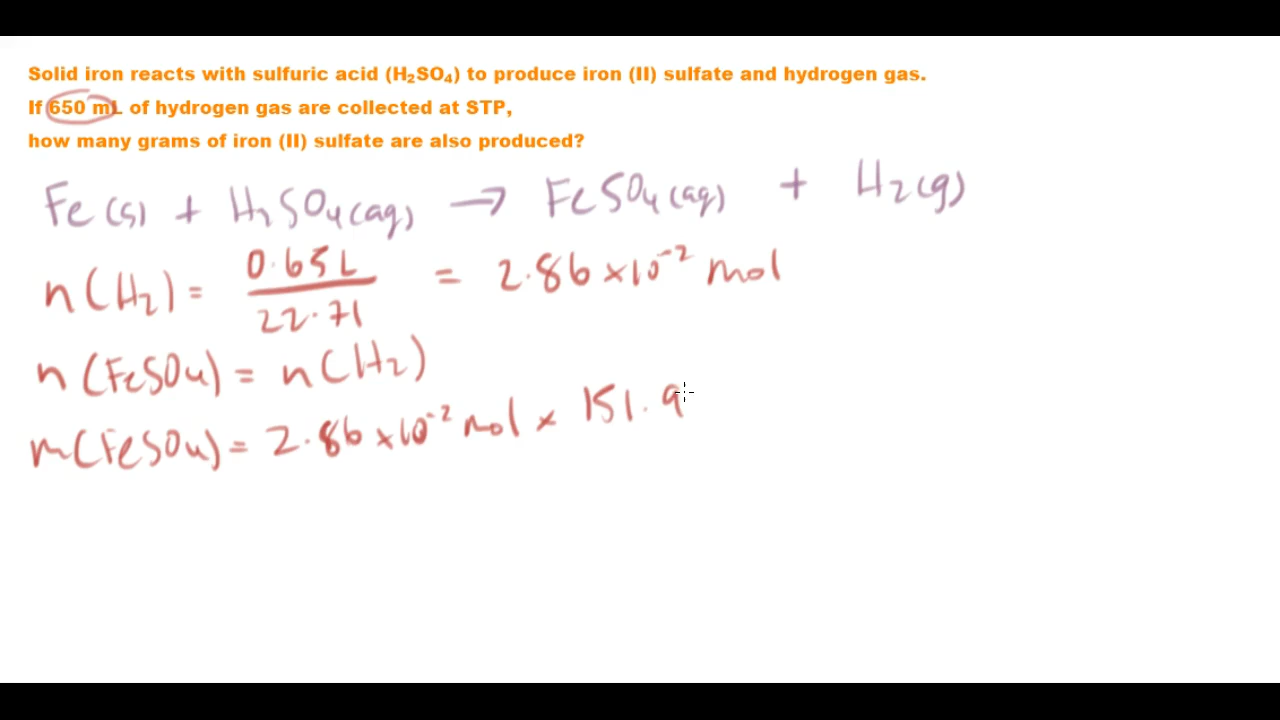 Solid iron reacts with sulfuric acid (H₂SO₄) to produce iron (II) sulfate and hydrogen gas.
If 650 mL of hydrogen gas are collected at STP,
how many grams of iron (II) sulfate are also produced?
Fe(s) + H₂SO₄(aq) → FeSO₄(aq) + H₂(g)
n(H₂) = 0.65L / 22.71 = 2.86 × 10⁻² mol
n(FeSO₄) = n(H₂)
m(FeSO₄) = 2.86 × 10⁻² mol × 151.9